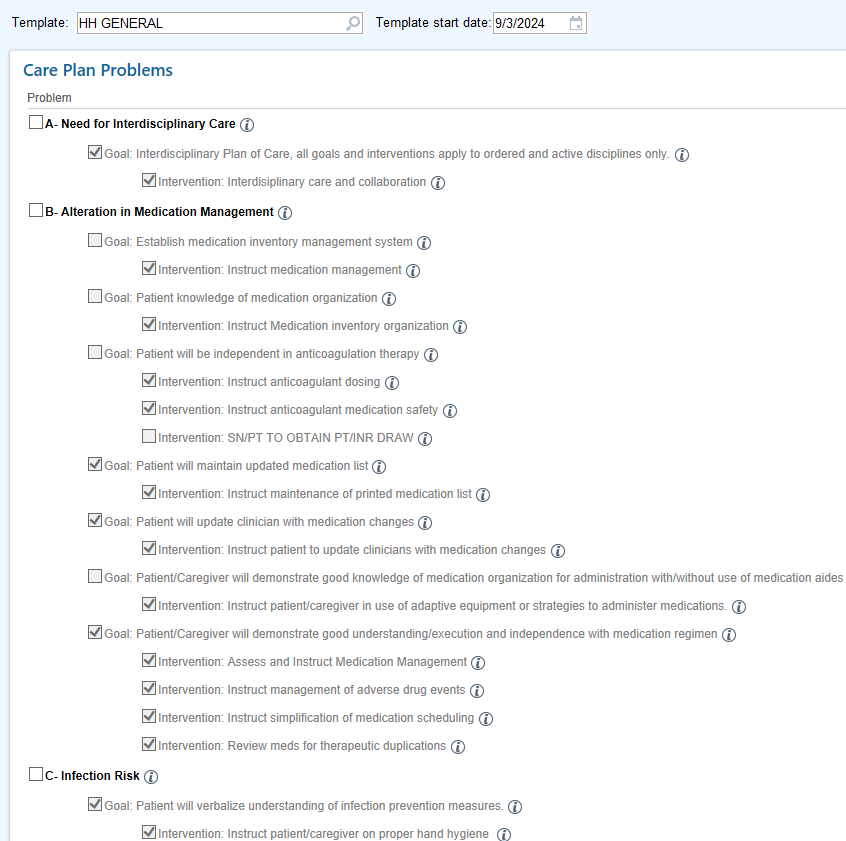 Template: HH GENERAL Template start date: 9/3/2024
Care Plan Problems
Problem
A- Need for Interdisciplinary Care
Goal: Interdisciplinary Plan of Care, all goals and interventions apply to ordered and active disciplines only.
Intervention: Interdisiplinary care and collaboration
B- Alteration in Medication Management
Goal: Establish medication inventory management system
Intervention: Instruct medication management
Goal: Patient knowledge of medication organization
Intervention: Instruct Medication inventory organization
Goal: Patient will be independent in anticoagulation therapy
Intervention: Instruct anticoagulant dosing
Intervention: Instruct anticoagulant medication safety
Intervention: SN/PT TO OBTAIN PT/INR DRAW
Goal: Patient will maintain updated medication list
Intervention: Instruct maintenance of printed medication list
Goal: Patient will update clinician with medication changes
Intervention: Instruct patient to update clinicians with medication changes
Goal: Patient/Caregiver will demonstrate good knowledge of medication organization for administration with/without use of medication aides
Intervention: Instruct patient/caregiver in use of adaptive equipment or strategies to administer medications.
Goal: Patient/Caregiver will demonstrate good understanding/execution and independence with medication regimen
Intervention: Assess and Instruct Medication Management
Intervention: Instruct management of adverse drug events
Intervention: Instruct simplification of medication scheduling
Intervention: Review meds for therapeutic duplications
C- Infection Risk
Goal: Patient will verbalize understanding of infection prevention measures.
Intervention: Instruct patient/caregiver on proper hand hygiene